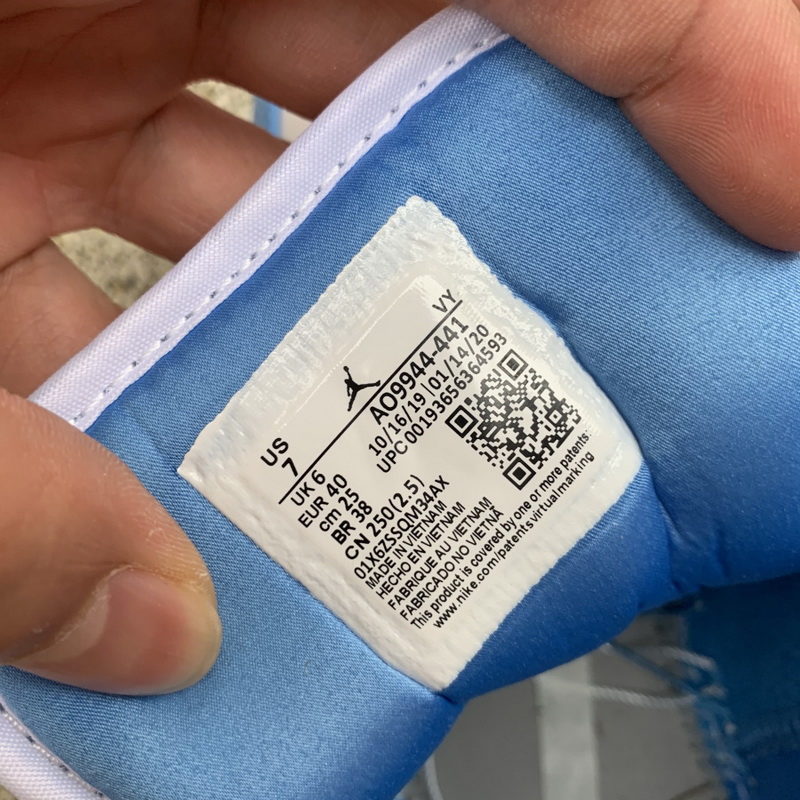 VY
US AO9944-441
7 10/16/19 | 01/14/20
UPC 00193656364593
UK 6
EUR 40
cm 25
BR 38
CN 250(2.5)
01X6ZSSQM34AX
MADE IN VIETNAM
HECHO EN VIETNAM
FABRIQUE AU VIETNAM
FABRICADO NO VIETNÃ
This product is covered by one or more patents:
www.nike.com/patents virtual marking